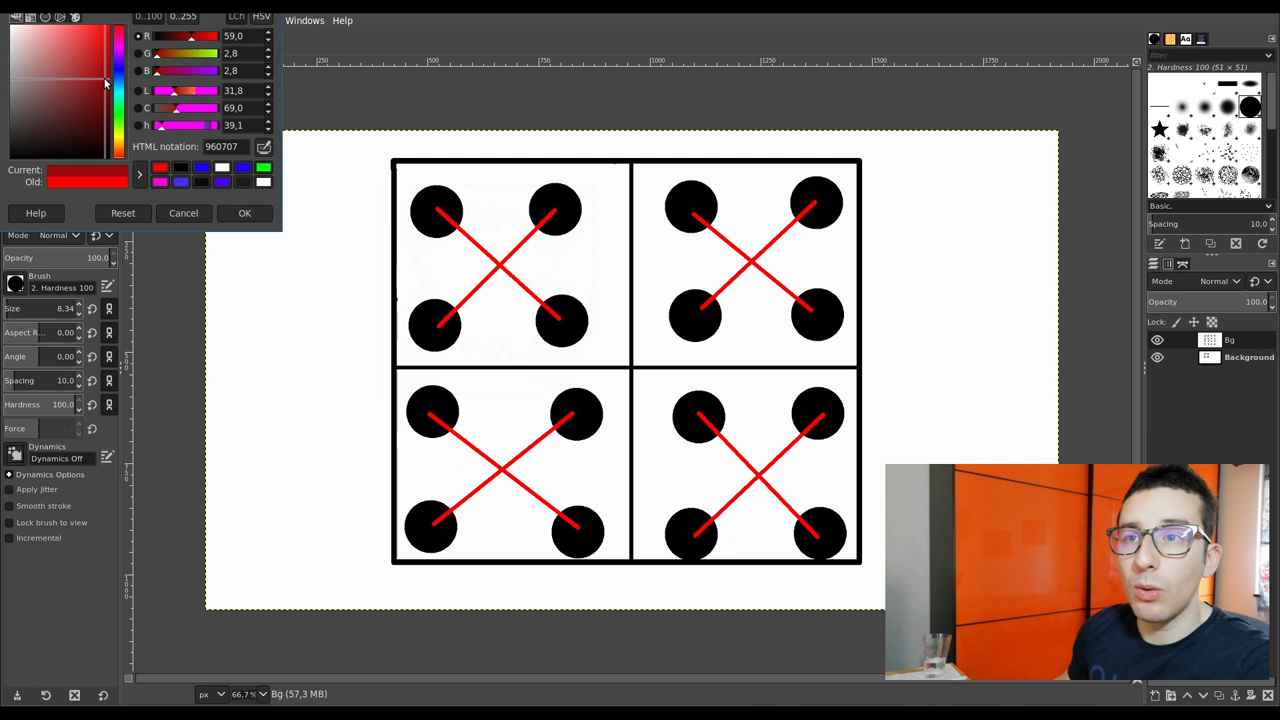 Windows Help
0..100 0..255 LCh HSV
R 59,0
G 2,8
B 2,8
L 31,8
C 69,0
h 39,1
HTML notation: 960707
Current:
Old:
Help Reset Cancel OK
Mode Normal
Opacity 100,0
Brush
2. Hardness 100
Size 8,34
Aspect R... 0,00
Angle 0,00
Spacing 10,0
Hardness 100,0
Force
Dynamics
Dynamics Off
Dynamics Options
Apply Jitter
Smooth stroke
Lock brush to view
Incremental
250 500 750 1000 1250 1500 1750 2000
px 66,7% Bg (57,3 MB)
Aa
filter
2. Hardness 100 (51 × 51)
Basic,
Spacing 10,0
Mode Normal
Opacity 100,0
Lock:
Bg
Background